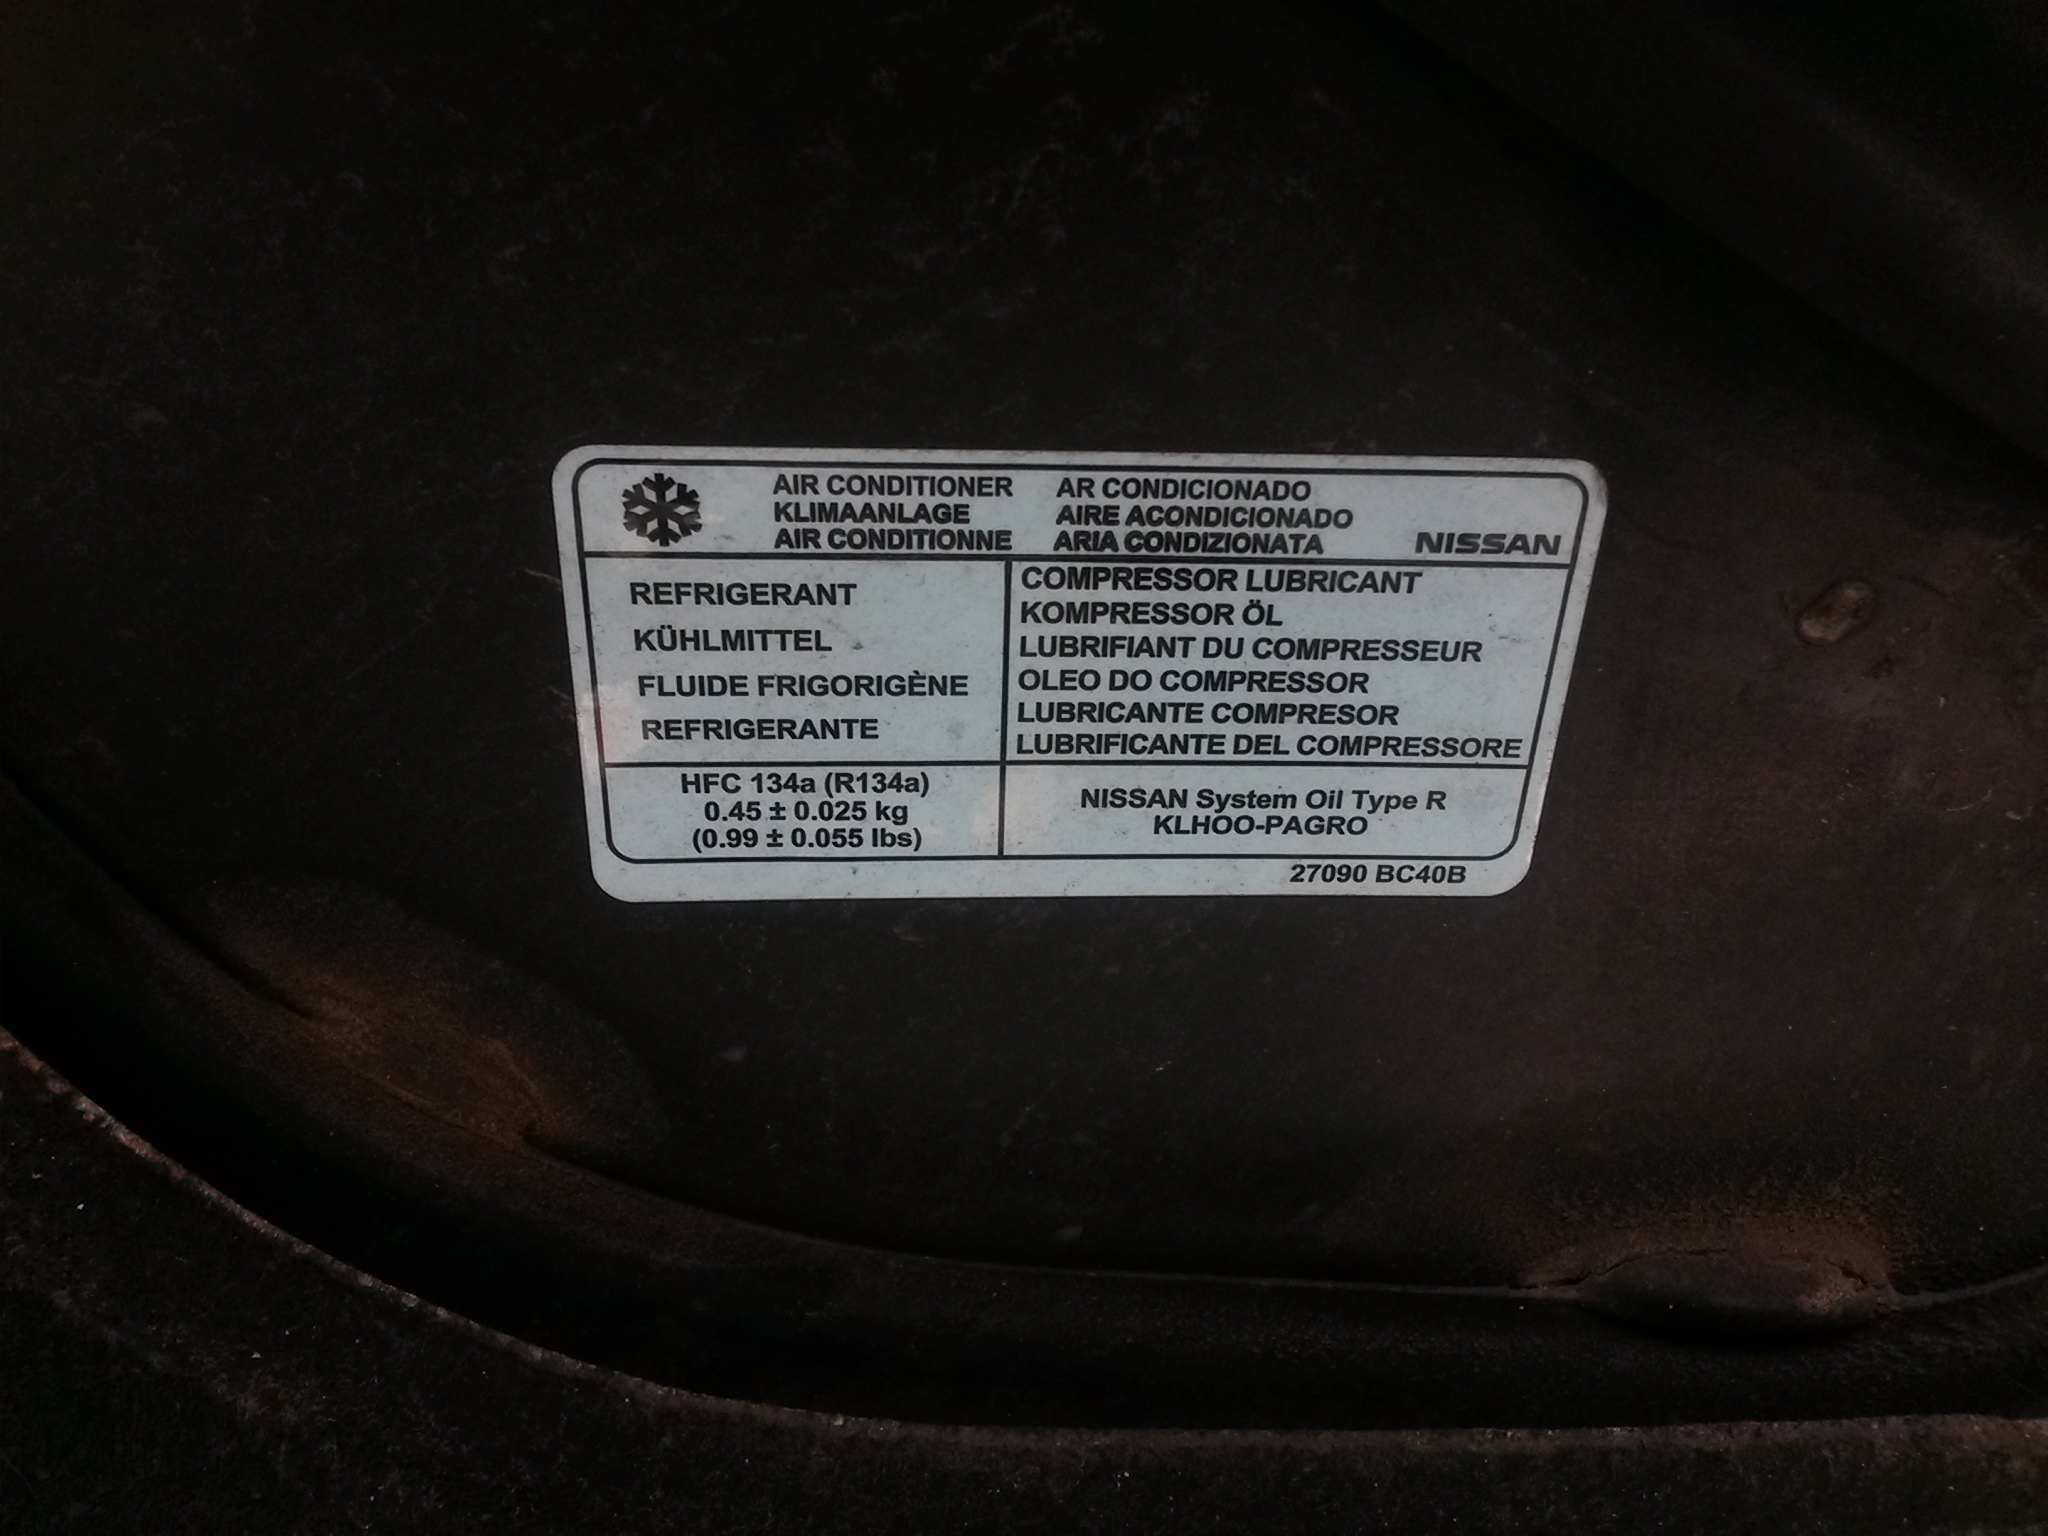 AIR CONDITIONER AR CONDICIONADO
KLIMAANLAGE AIRE ACONDICIONADO
AIR CONDITIONNE ARIA CONDIZIONATA NISSAN
REFRIGERANT
KÜHLMITTEL
FLUIDE FRIGORIGÈNE
REFRIGERANTE
COMPRESSOR LUBRICANT
KOMPRESSOR ÖL
LUBRIFIANT DU COMPRESSEUR
OLEO DO COMPRESSOR
LUBRICANTE COMPRESOR
LUBRIFICANTE DEL COMPRESSORE
HFC 134a (R134a)
0.45 ± 0.025 kg
(0.99 ± 0.055 lbs)
NISSAN System Oil Type R
KLHOO-PAGRO
27090 BC40B